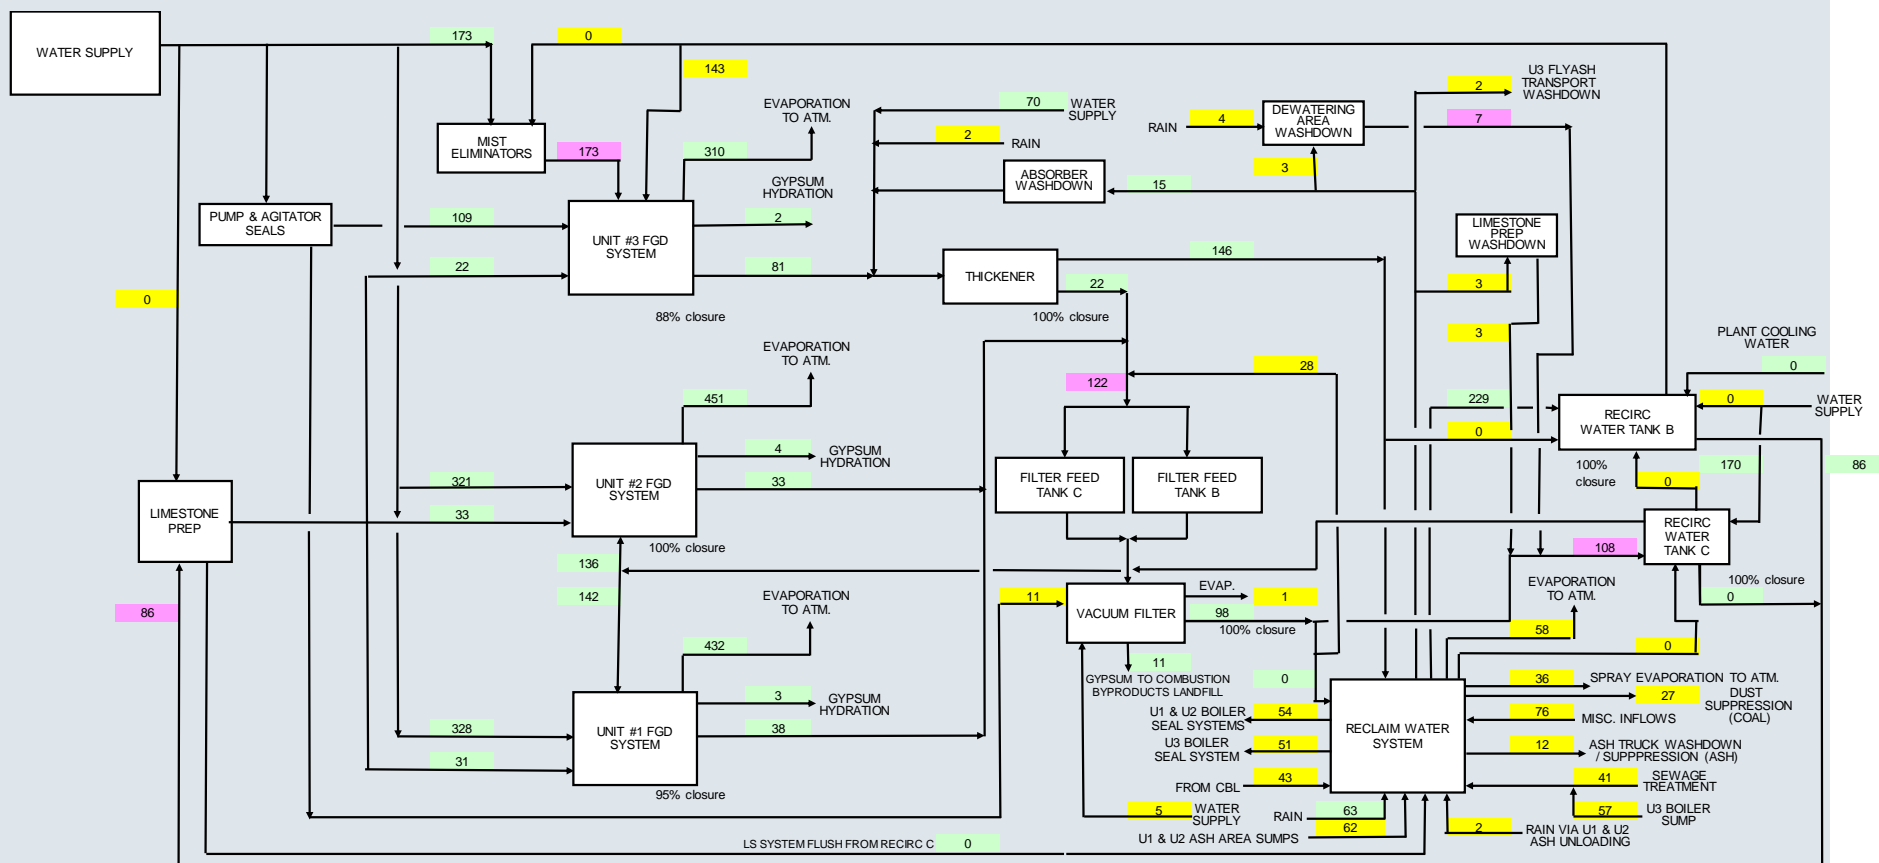 173
0
WATER SUPPLY
143
U3 FLYASH
TRANSPORT
WASHDOWN
2
EVAPORATION
TO ATM.
70
WATER
SUPPLY
DEWATERING
AREA
WASHDOWN
RAIN
4
7
2
RAIN
MIST
ELIMINATORS
173
310
3
GYPSUM
HYDRATION
ABSORBER
WASHDOWN
15
PUMP & AGITATOR
SEALS
109
2
UNIT #3 FGD
SYSTEM
LIMESTONE
PREP
WASHDOWN
146
22
81
THICKENER
22
3
0
88% closure
100% closure
3
PLANT COOLING
WATER
0
EVAPORATION
TO ATM.
28
122
451
229
0
WATER
SUPPLY
RECIRC
WATER TANK B
0
4
GYPSUM
HYDRATION
100%
closure
170
86
321
UNIT #2 FGD
SYSTEM
33
FILTER FEED
TANK C
FILTER FEED
TANK B
0
LIMESTONE
PREP
33
RECIRC
WATER
TANK C
100% closure
108
136
142
EVAPORATION
TO ATM.
100% closure
0
EVAPORATION
TO ATM.
86
11
VACUUM FILTER
EVAP.
1
98
100% closure
58
432
0
11
GYPSUM TO COMBUSTION
BYPRODUCTS LANDFILL
0
36
SPRAY EVAPORATION TO ATM.
3
GYPSUM
HYDRATION
27
DUST
SUPPRESSION
(COAL)
U1 & U2 BOILER
SEAL SYSTEMS
54
RECLAIM WATER
SYSTEM
76
MISC. INFLOWS
328
UNIT #1 FGD
SYSTEM
38
U3 BOILER
SEAL SYSTEM
51
12
ASH TRUCK WASHDOWN
/ SUPPPRESSION (ASH)
31
FROM CBL
43
41
SEWAGE
TREATMENT
95% closure
5
WATER
SUPPLY
RAIN
63
57
U3 BOILER
SUMP
U1 & U2 ASH AREA SUMPS
62
2
RAIN VIA U1 & U2
ASH UNLOADING
LS SYSTEM FLUSH FROM RECIRC C
0